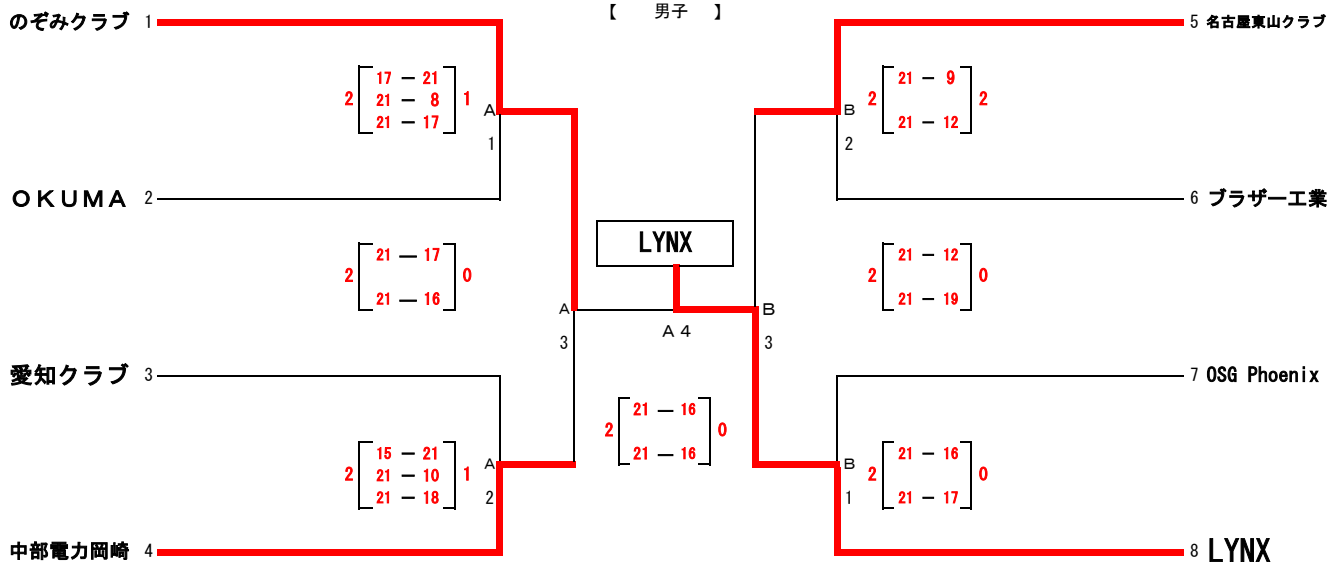 【 男子 】
のぞみクラブ 1
5 名古屋東山クラブ
2 17 － 21 1
21 － 8
21 － 17
A
1
B
2
2 21 － 9 2
21 － 12
ＯＫＵＭＡ 2
6 ブラザー工業
2 21 － 17 0
21 － 16
LYNX
2 21 － 12 0
21 － 19
A
3
A 4
B
3
愛知クラブ 3
7 OSG Phoenix
2 21 － 16 0
21 － 16
2 15 － 21 1
21 － 10
21 － 18
A
2
B
1
2 21 － 16 0
21 － 17
中部電力岡崎 4
8 LYNX